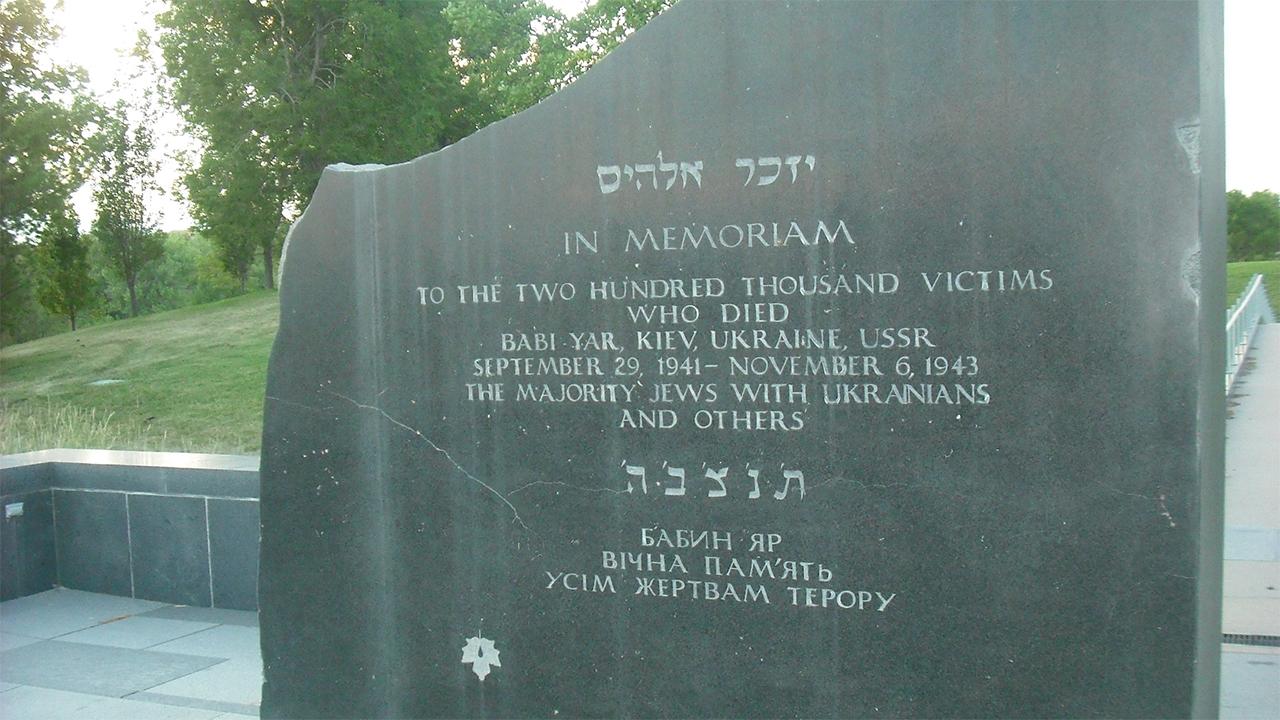 יזכר אלהים
IN MEMORIAM
TO THE TWO HUNDRED THOUSAND VICTIMS
WHO DIED
BABI YAR, KIEV, UKRAINE, USSR
SEPTEMBER 29, 1941 – NOVEMBER 6, 1943
THE MAJORITY JEWS WITH UKRAINIANS
AND OTHERS
ת'נ'צ'ב'ה'
БАБИН ЯР
ВІЧНА ПАМ'ЯТЬ
УСІМ ЖЕРТВАМ ТЕРОРУ